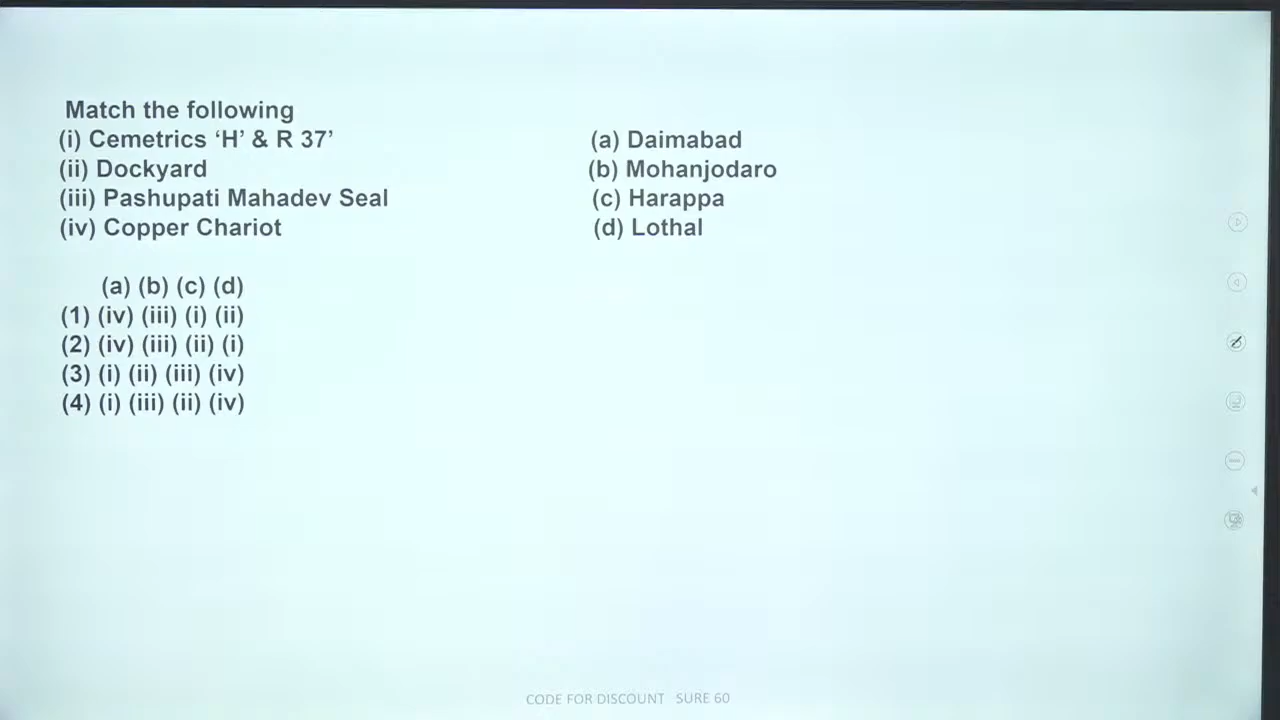 Match the following
(i) Cemetrics ‘H’ & R 37’ (a) Daimabad
(ii) Dockyard (b) Mohanjodaro
(iii) Pashupati Mahadev Seal (c) Harappa
(iv) Copper Chariot (d) Lothal
(a) (b) (c) (d)
(1) (iv) (iii) (i) (ii)
(2) (iv) (iii) (ii) (i)
(3) (i) (ii) (iii) (iv)
(4) (i) (iii) (ii) (iv)
CODE FOR DISCOUNT SURE 60